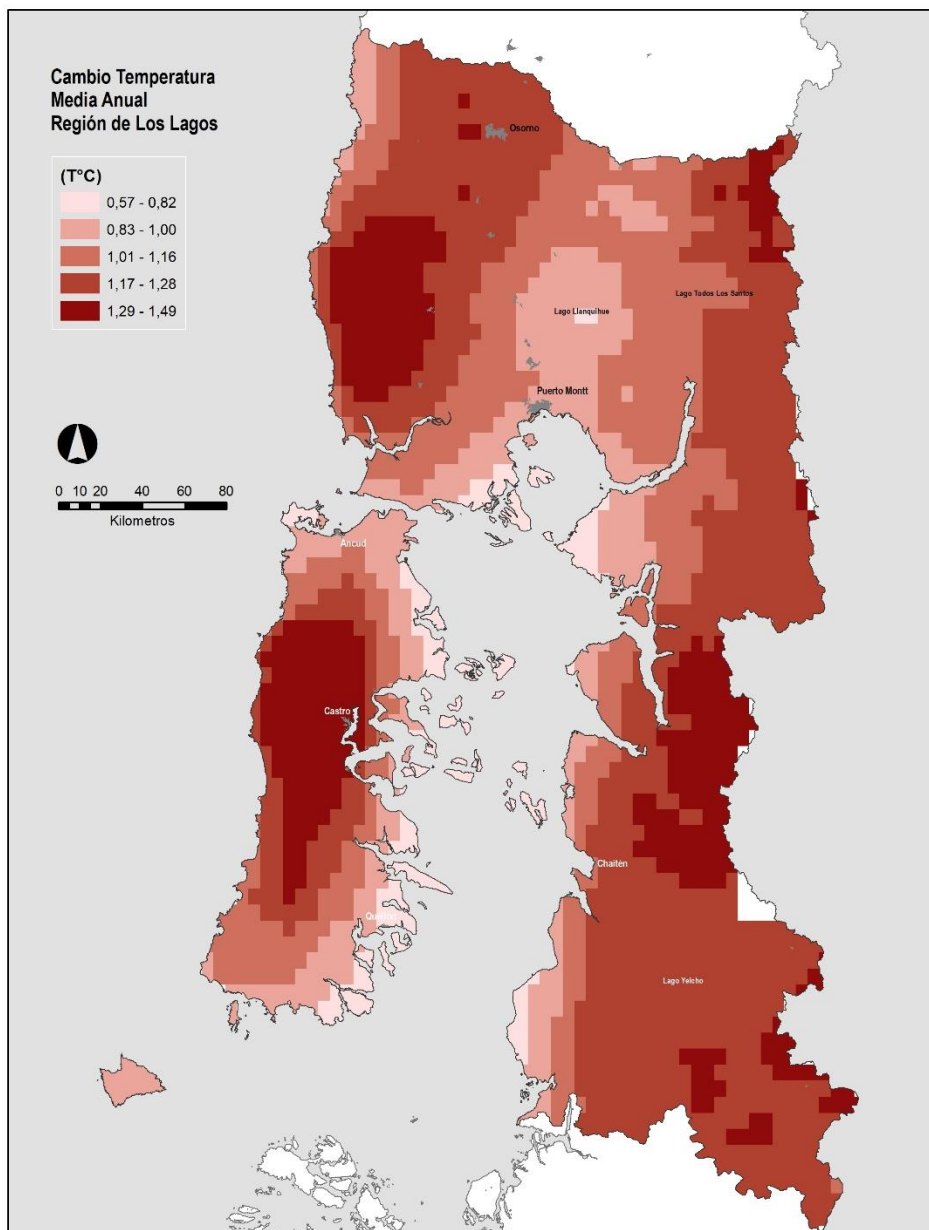 Cambio Temperatura
Media Anual
Región de Los Lagos
(T°C)
0,57 - 0,82
0,83 - 1,00
1,01 - 1,16
1,17 - 1,28
1,29 - 1,49
0 10 20 40 60 80
Kilometros
Osorno
Lago Todos Los Santos
Lago Llanquihue
Puerto Montt
Ancud
Castro
Chaitén
Quellón
Lago Yelcho